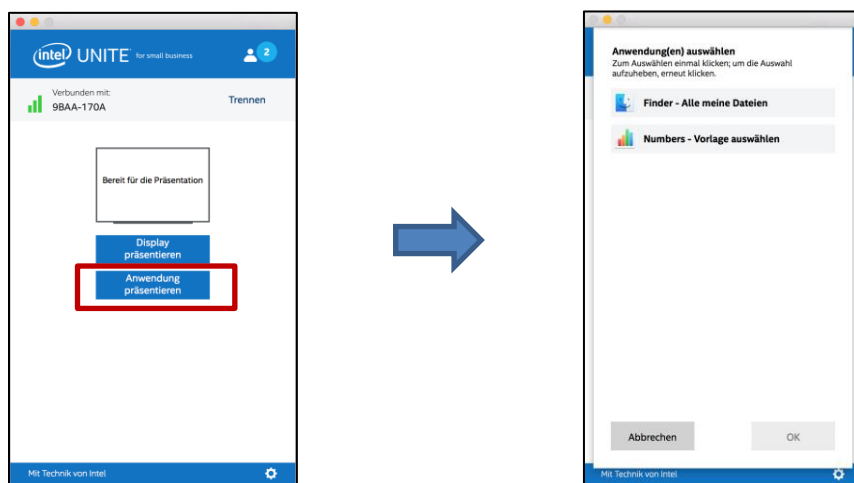 intel UNITE for small business
2
Verbunden mit:
9BAA-170A
Trennen
Bereit für die Präsentation
Display
präsentieren
Anwendung
präsentieren
Mit Technik von Intel
Anwendung(en) auswählen
Zum Auswählen einmal klicken; um die Auswahl
aufzuheben, erneut klicken.
Finder - Alle meine Dateien
Numbers - Vorlage auswählen
Abbrechen
OK
Mit Technik von Intel